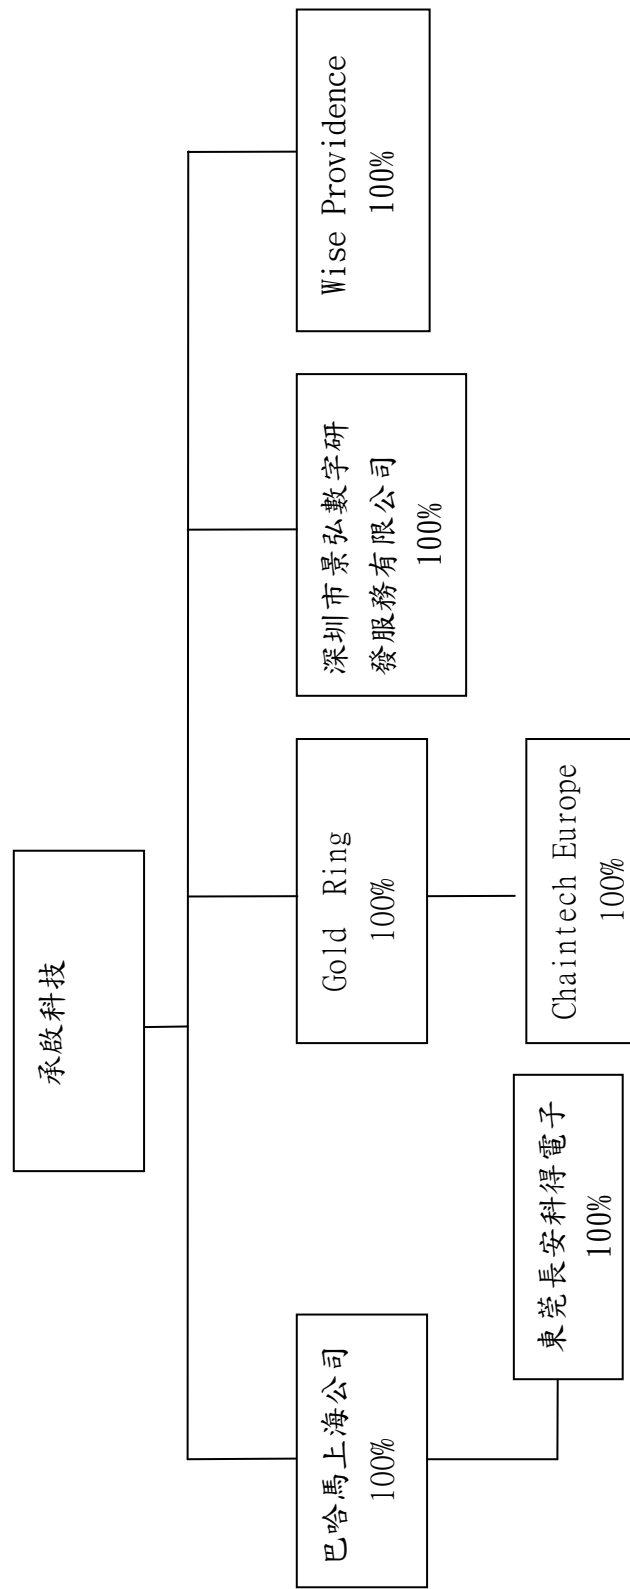 承啟科技
巴哈馬上海公司
100%
Gold Ring
100%
深圳市景弘數字研
發服務有限公司
100%
Wise Providence
100%
東莞長安科得電子
100%
Chaintech Europe
100%